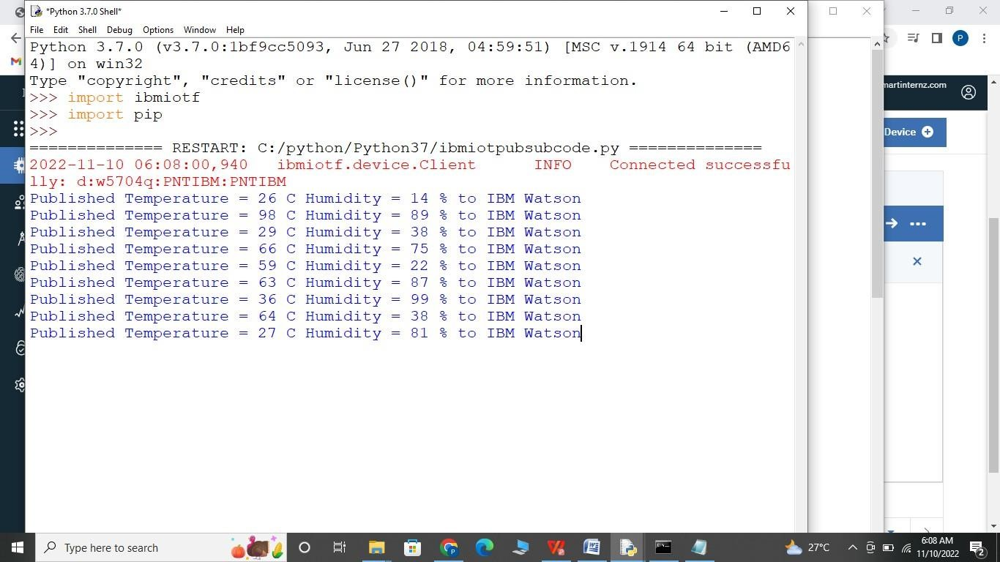 *Python 3.7.0 Shell*
File Edit Shell Debug Options Window Help
Python 3.7.0 (v3.7.0:1bf9cc5093, Jun 27 2018, 04:59:51) [MSC v.1914 64 bit (AMD6
4)] on win32
Type "copyright", "credits" or "license()" for more information.
>>> import ibmiotf
>>> import pip
>>>
============== RESTART: C:/python/Python37/ibmiotpubsubcode.py ==============
2022-11-10 06:08:00,940   ibmiotf.device.Client      INFO    Connected successfu
lly: d:w5704q:PNTIBM:PNTIBM
Published Temperature = 26 C Humidity = 14 % to IBM Watson
Published Temperature = 98 C Humidity = 89 % to IBM Watson
Published Temperature = 29 C Humidity = 38 % to IBM Watson
Published Temperature = 66 C Humidity = 75 % to IBM Watson
Published Temperature = 59 C Humidity = 22 % to IBM Watson
Published Temperature = 63 C Humidity = 87 % to IBM Watson
Published Temperature = 36 C Humidity = 99 % to IBM Watson
Published Temperature = 64 C Humidity = 38 % to IBM Watson
Published Temperature = 27 C Humidity = 81 % to IBM Watson
P
martinternz.com
Device
Type here to search
27°C
6:08 AM
11/10/2022
2